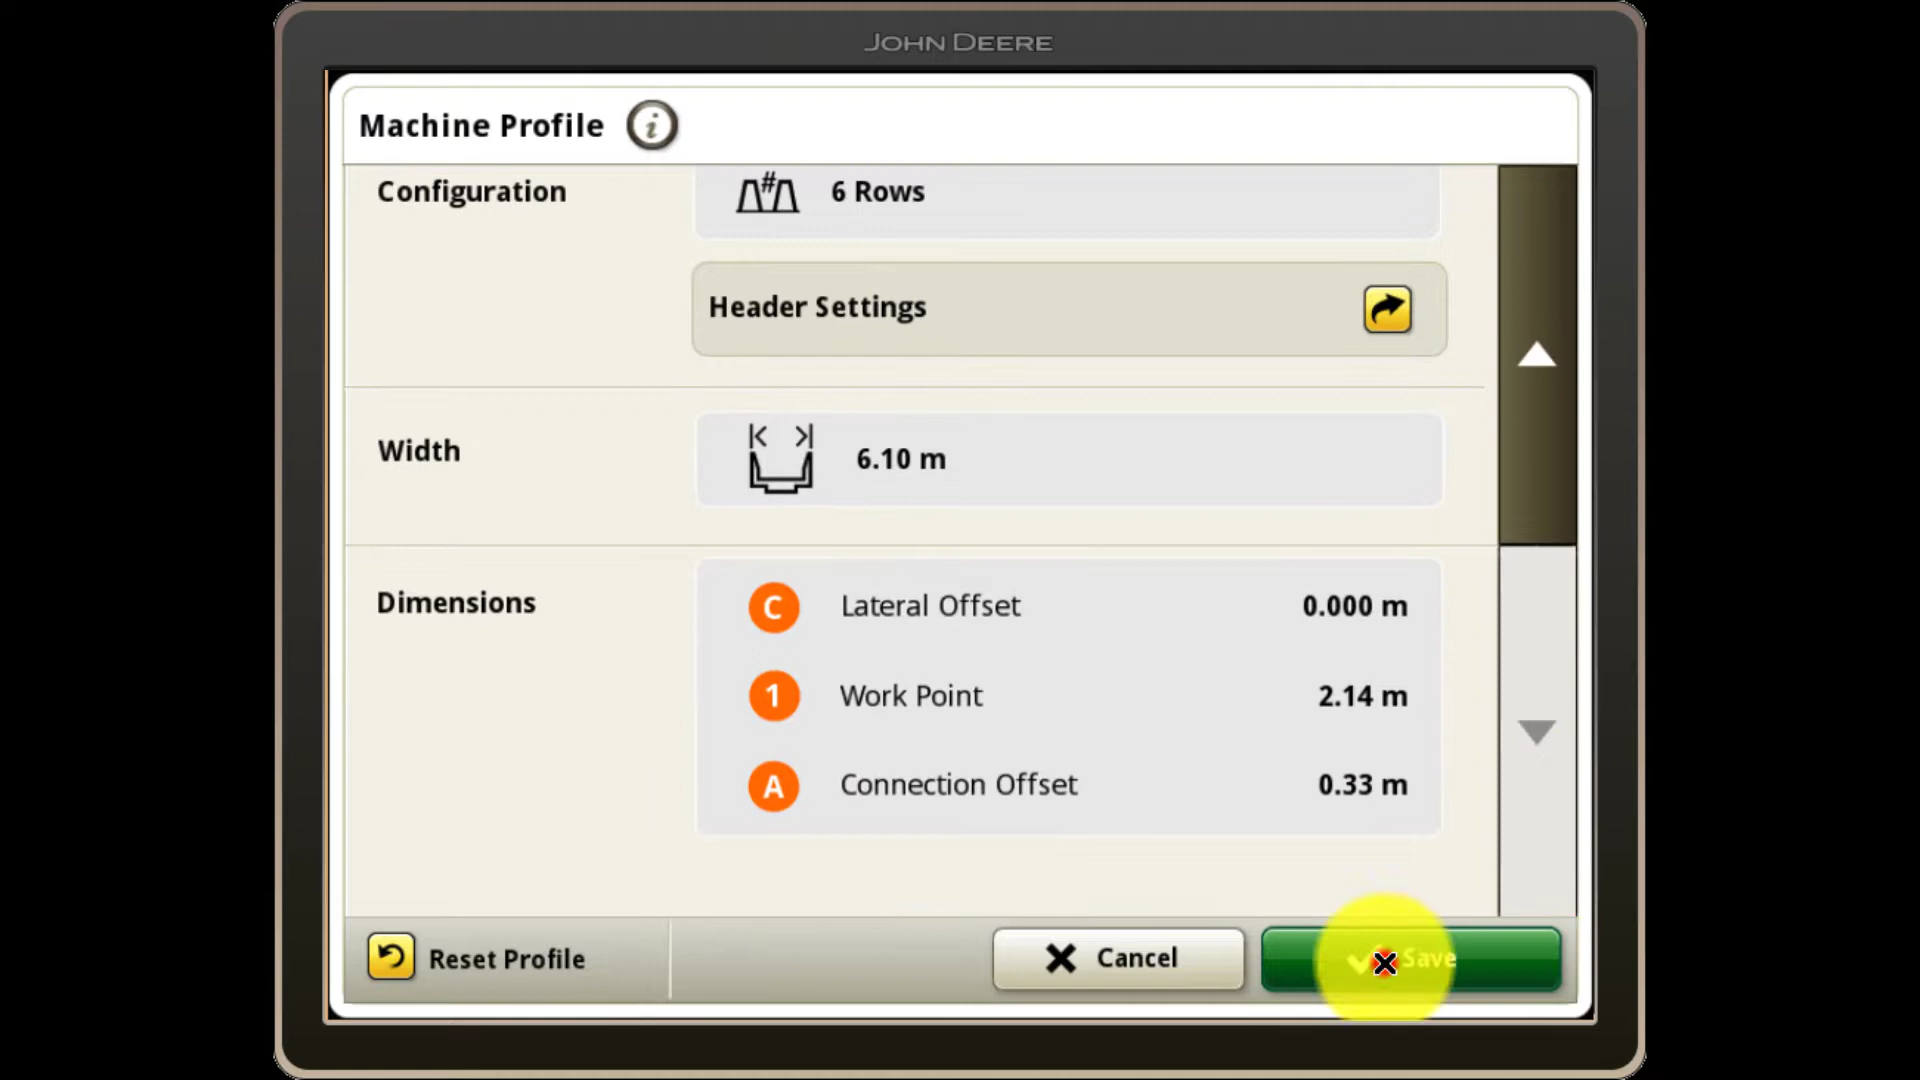 JOHN DEERE
Machine Profile i
Configuration # 6 Rows
Header Settings
Width 6.10 m
Dimensions C Lateral Offset 0.000 m
1 Work Point 2.14 m
A Connection Offset 0.33 m
Reset Profile Cancel Save